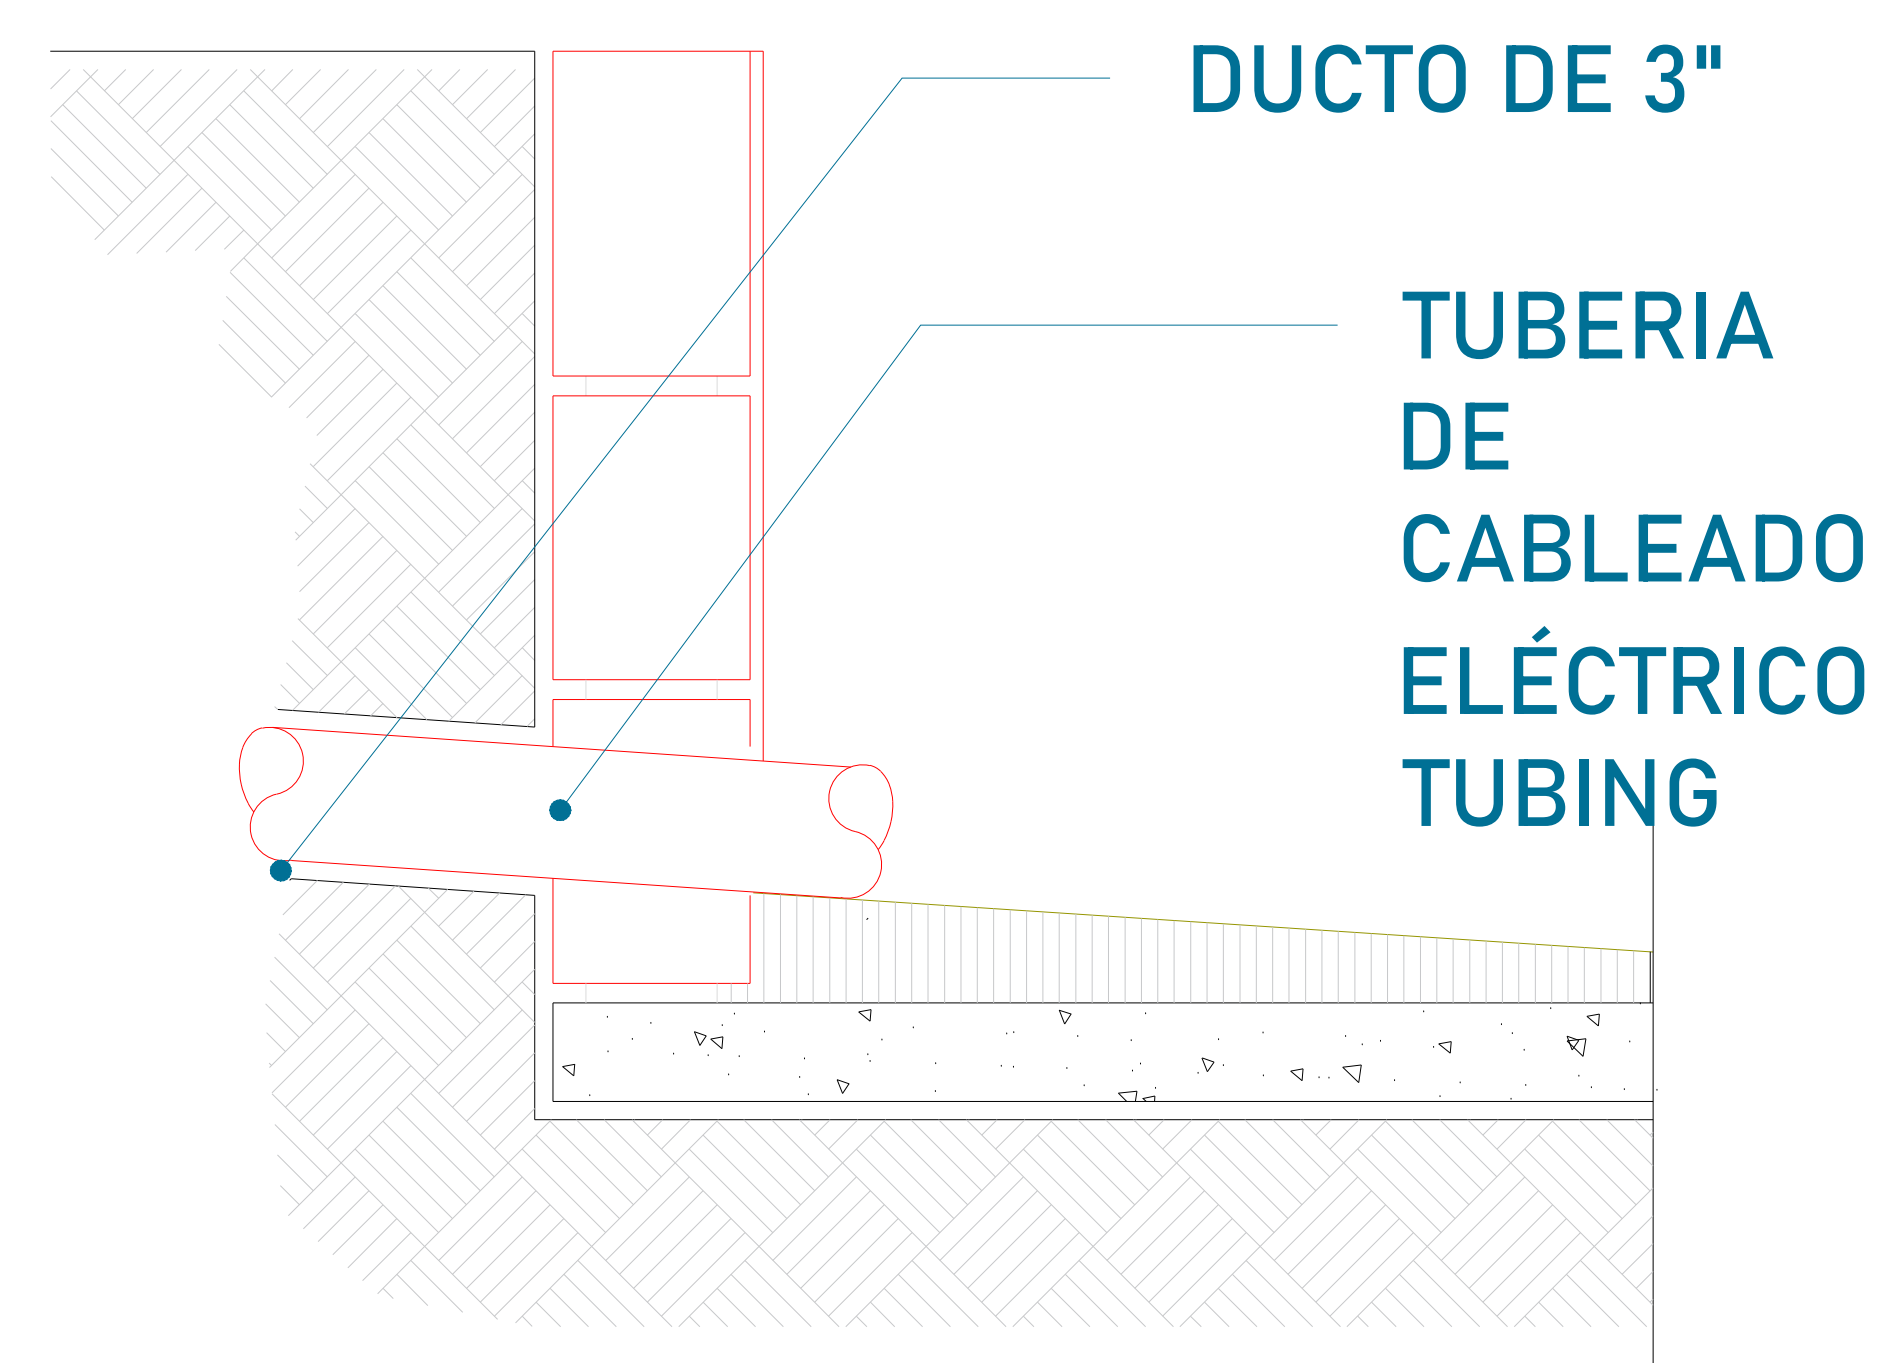 DUCTO DE 3"
TUBERIA
DE
CABLEADO
ELÉCTRICO
TUBING